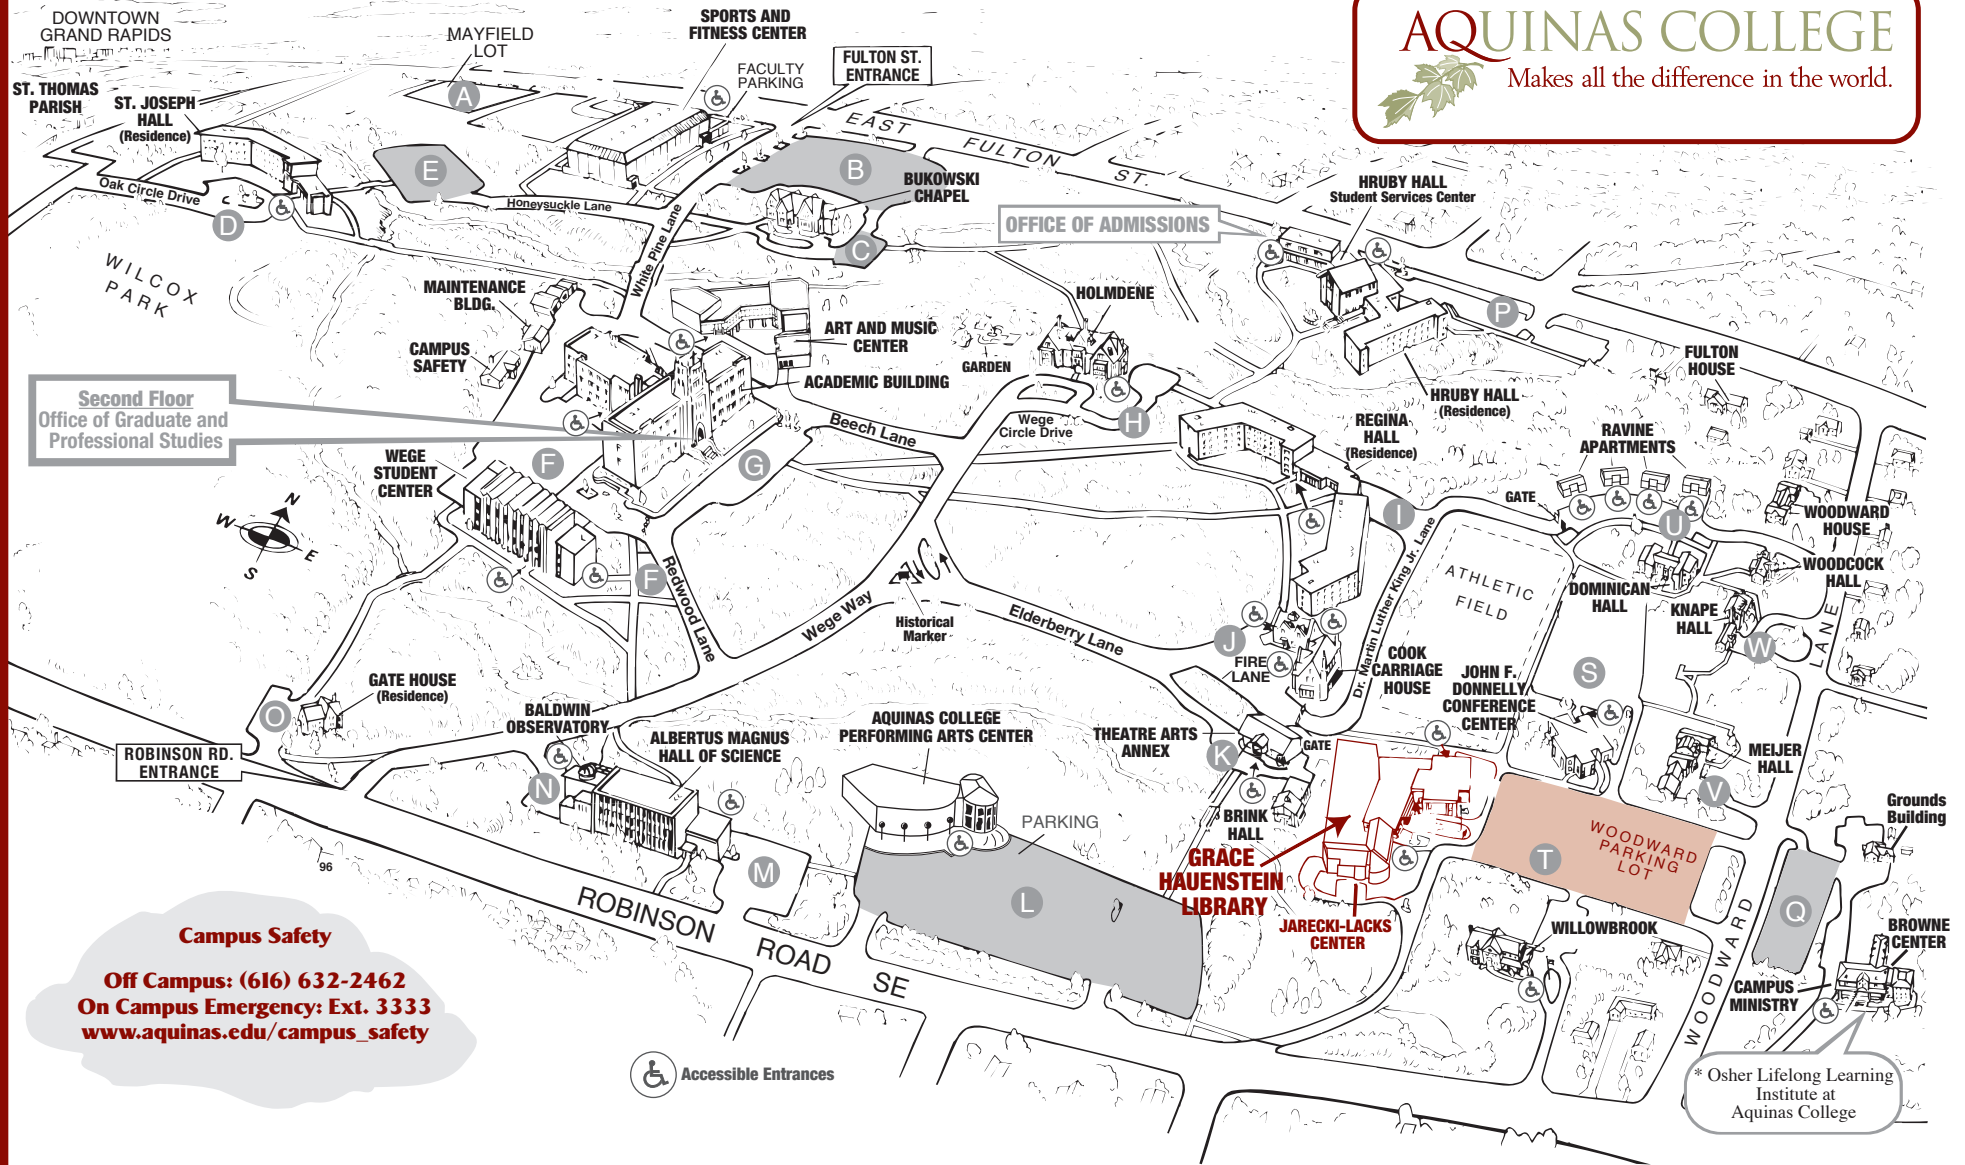 DOWNTOWN
GRAND RAPIDS
MAYFIELD
LOT
A
SPORTS AND
FITNESS CENTER
FACULTY
PARKING
FULTON ST.
ENTRANCE
AQUINAS COLLEGE
Makes all the difference in the world.
ST. THOMAS
PARISH
ST. JOSEPH
HALL
(Residence)
EAST FULTON ST.
E
B
BUKOWSKI
CHAPEL
Oak Circle Drive
D
Honeysuckle Lane
White Pine Lane
C
OFFICE OF ADMISSIONS
HRUBY HALL
Student Services Center
WILCOX
PARK
MAINTENANCE
BLDG.
CAMPUS
SAFETY
ART AND MUSIC
CENTER
ACADEMIC BUILDING
HOLMDENE
GARDEN
P
HRUBY HALL
(Residence)
FULTON
HOUSE
Second Floor
Office of Graduate and
Professional Studies
Beech Lane
Wege
Circle Drive
H
REGINA
HALL
(Residence)
RAVINE
APARTMENTS
WEGE
STUDENT
CENTER
F
G
N
W
E
S
GATE
I
U
WOODWARD
HOUSE
WOODCOCK
HALL
DOMINICAN
HALL
KNAPE
HALL
W
ATHLETIC
FIELD
Dr. Martin Luther King Jr. Lane
F
Redwood Lane
Wege Way
Historical
Marker
Elderberry Lane
J
FIRE
LANE
COOK
CARRIAGE
HOUSE
JOHN F.
DONNELLY
CONFERENCE
CENTER
S
GATE HOUSE
(Residence)
O
ROBINSON RD.
ENTRANCE
BALDWIN
OBSERVATORY
ALBERTUS MAGNUS
HALL OF SCIENCE
AQUINAS COLLEGE
PERFORMING ARTS CENTER
THEATRE ARTS
ANNEX
K
GATE
MEIJER
HALL
V
N
M
PARKING
L
BRINK
HALL
GRACE
HAUENSTEIN
LIBRARY
JARECKI-LACKS
CENTER
T
WOODWARD
PARKING
LOT
Grounds
Building
Q
WILLOWBROOK
BROWNE
CENTER
CAMPUS
MINISTRY
WOODWARD LANE
96
ROBINSON ROAD SE
Campus Safety
Off Campus: (616) 632-2462
On Campus Emergency: Ext. 3333
www.aquinas.edu/campus_safety
Accessible Entrances
* Osher Lifelong Learning
Institute at
Aquinas College